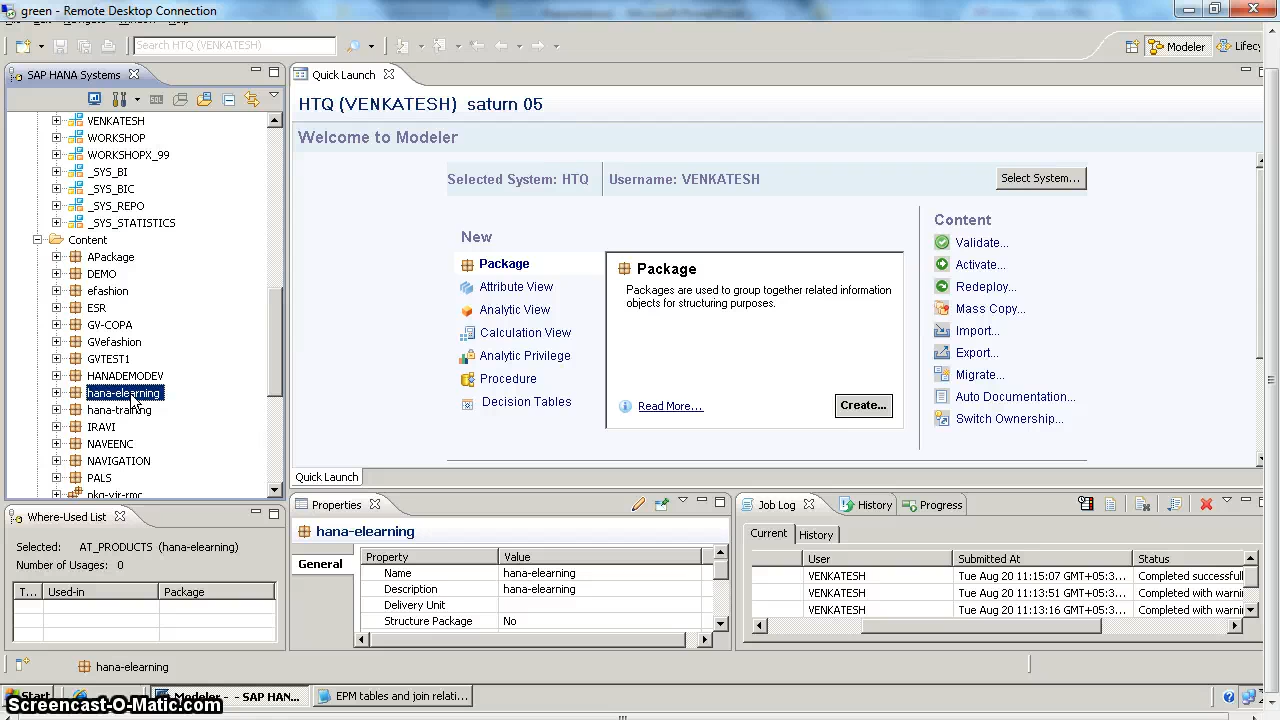 green - Remote Desktop Connection
Search HTQ (VENKATESH)
Modeler
Lifec
SAP HANA Systems
VENKATESH
WORKSHOP
WORKSHOPX_99
_SYS_BI
_SYS_BIC
_SYS_REPO
_SYS_STATISTICS
Content
APackage
DEMO
efashion
ESR
GV-COPA
GVefashion
GVTEST1
HANADEMODEV
hana-elearning
hana-training
IRAVI
NAVEENC
NAVIGATION
PALS
pkg-vir-rmc
Quick Launch
HTQ (VENKATESH) saturn 05
Welcome to Modeler
Selected System: HTQ
Username: VENKATESH
Select System...
New
Package
Attribute View
Analytic View
Calculation View
Analytic Privilege
Procedure
Decision Tables
Package
Packages are used to group together related information
objects for structuring purposes.
Read More...
Create...
Content
Validate...
Activate...
Redeploy...
Mass Copy...
Import...
Export...
Migrate...
Auto Documentation...
Switch Ownership...
Quick Launch
Where-Used List
Selected: AT_PRODUCTS (hana-elearning)
Number of Usages: 0
T... Used-in Package
Properties
hana-elearning
General
Property Value
Name hana-elearning
Description hana-elearning
Delivery Unit
Structure Package No
Job Log History Progress
Current History
User Submitted At Status
VENKATESH Tue Aug 20 11:15:07 GMT+05:3... Completed successfull
VENKATESH Tue Aug 20 11:13:51 GMT+05:3... Completed with warni
VENKATESH Tue Aug 20 11:13:16 GMT+05:3... Completed with warni
hana-elearning
Start
Modeler - - SAP HAN...
EPM tables and join relati...
Screencast-O-Matic.com